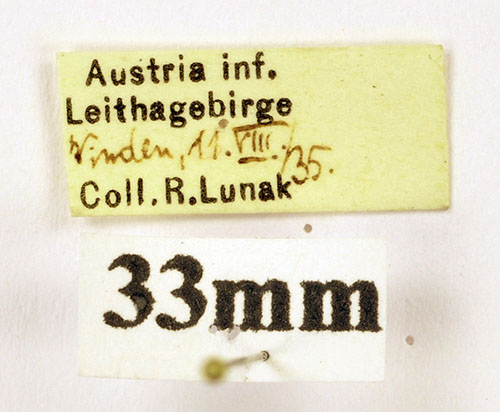 Austria inf.
Leithagebirge
Winden, 11.VIII./35.
Coll. R. Lunak
33mm